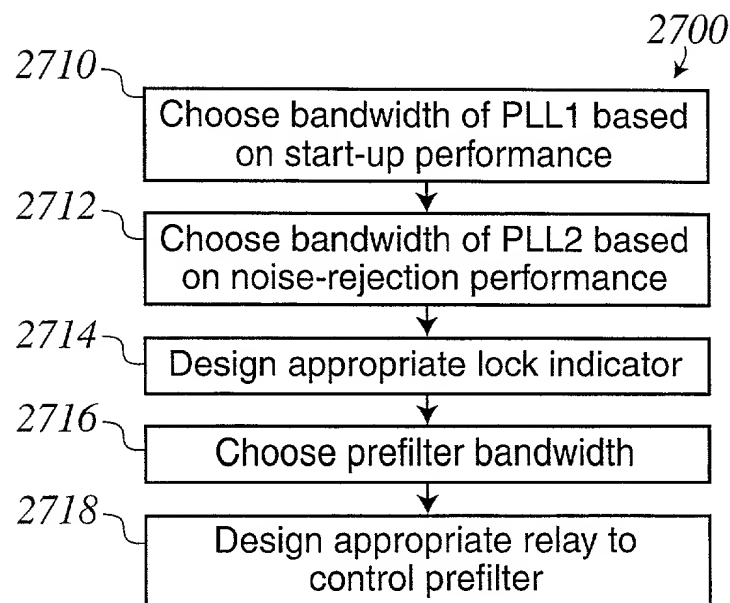 2700
2710
Choose bandwidth of PLL1 based
on start-up performance
2712
Choose bandwidth of PLL2 based
on noise-rejection performance
2714
Design appropriate lock indicator
2716
Choose prefilter bandwidth
2718
Design appropriate relay to
control prefilter